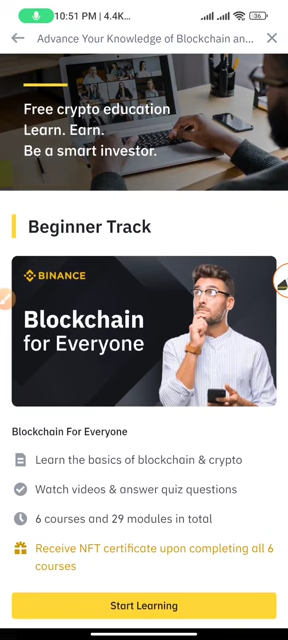 10:51 PM | 4.4K...
36
Advance Your Knowledge of Blockchain an...
Free crypto education
Learn. Earn.
Be a smart investor.
Beginner Track
BINANCE
Blockchain
for Everyone
Blockchain For Everyone
Learn the basics of blockchain & crypto
Watch videos & answer quiz questions
6 courses and 29 modules in total
Receive NFT certificate upon completing all 6
courses
Start Learning